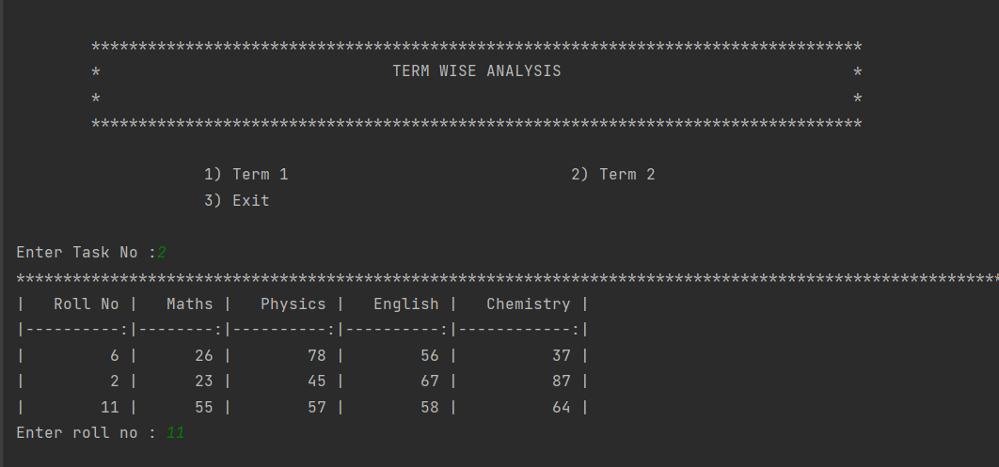 **********************************************************************************
* TERM WISE ANALYSIS *
* *
**********************************************************************************
1) Term 1 2) Term 2
3) Exit
Enter Task No :2
*********************************************************************************************************
| Roll No | Maths | Physics | English | Chemistry |
|----------:|--------:|----------:|----------:|------------:|
| 6 | 26 | 78 | 56 | 37 |
| 2 | 23 | 45 | 67 | 87 |
| 11 | 55 | 57 | 58 | 64 |
Enter roll no : 11